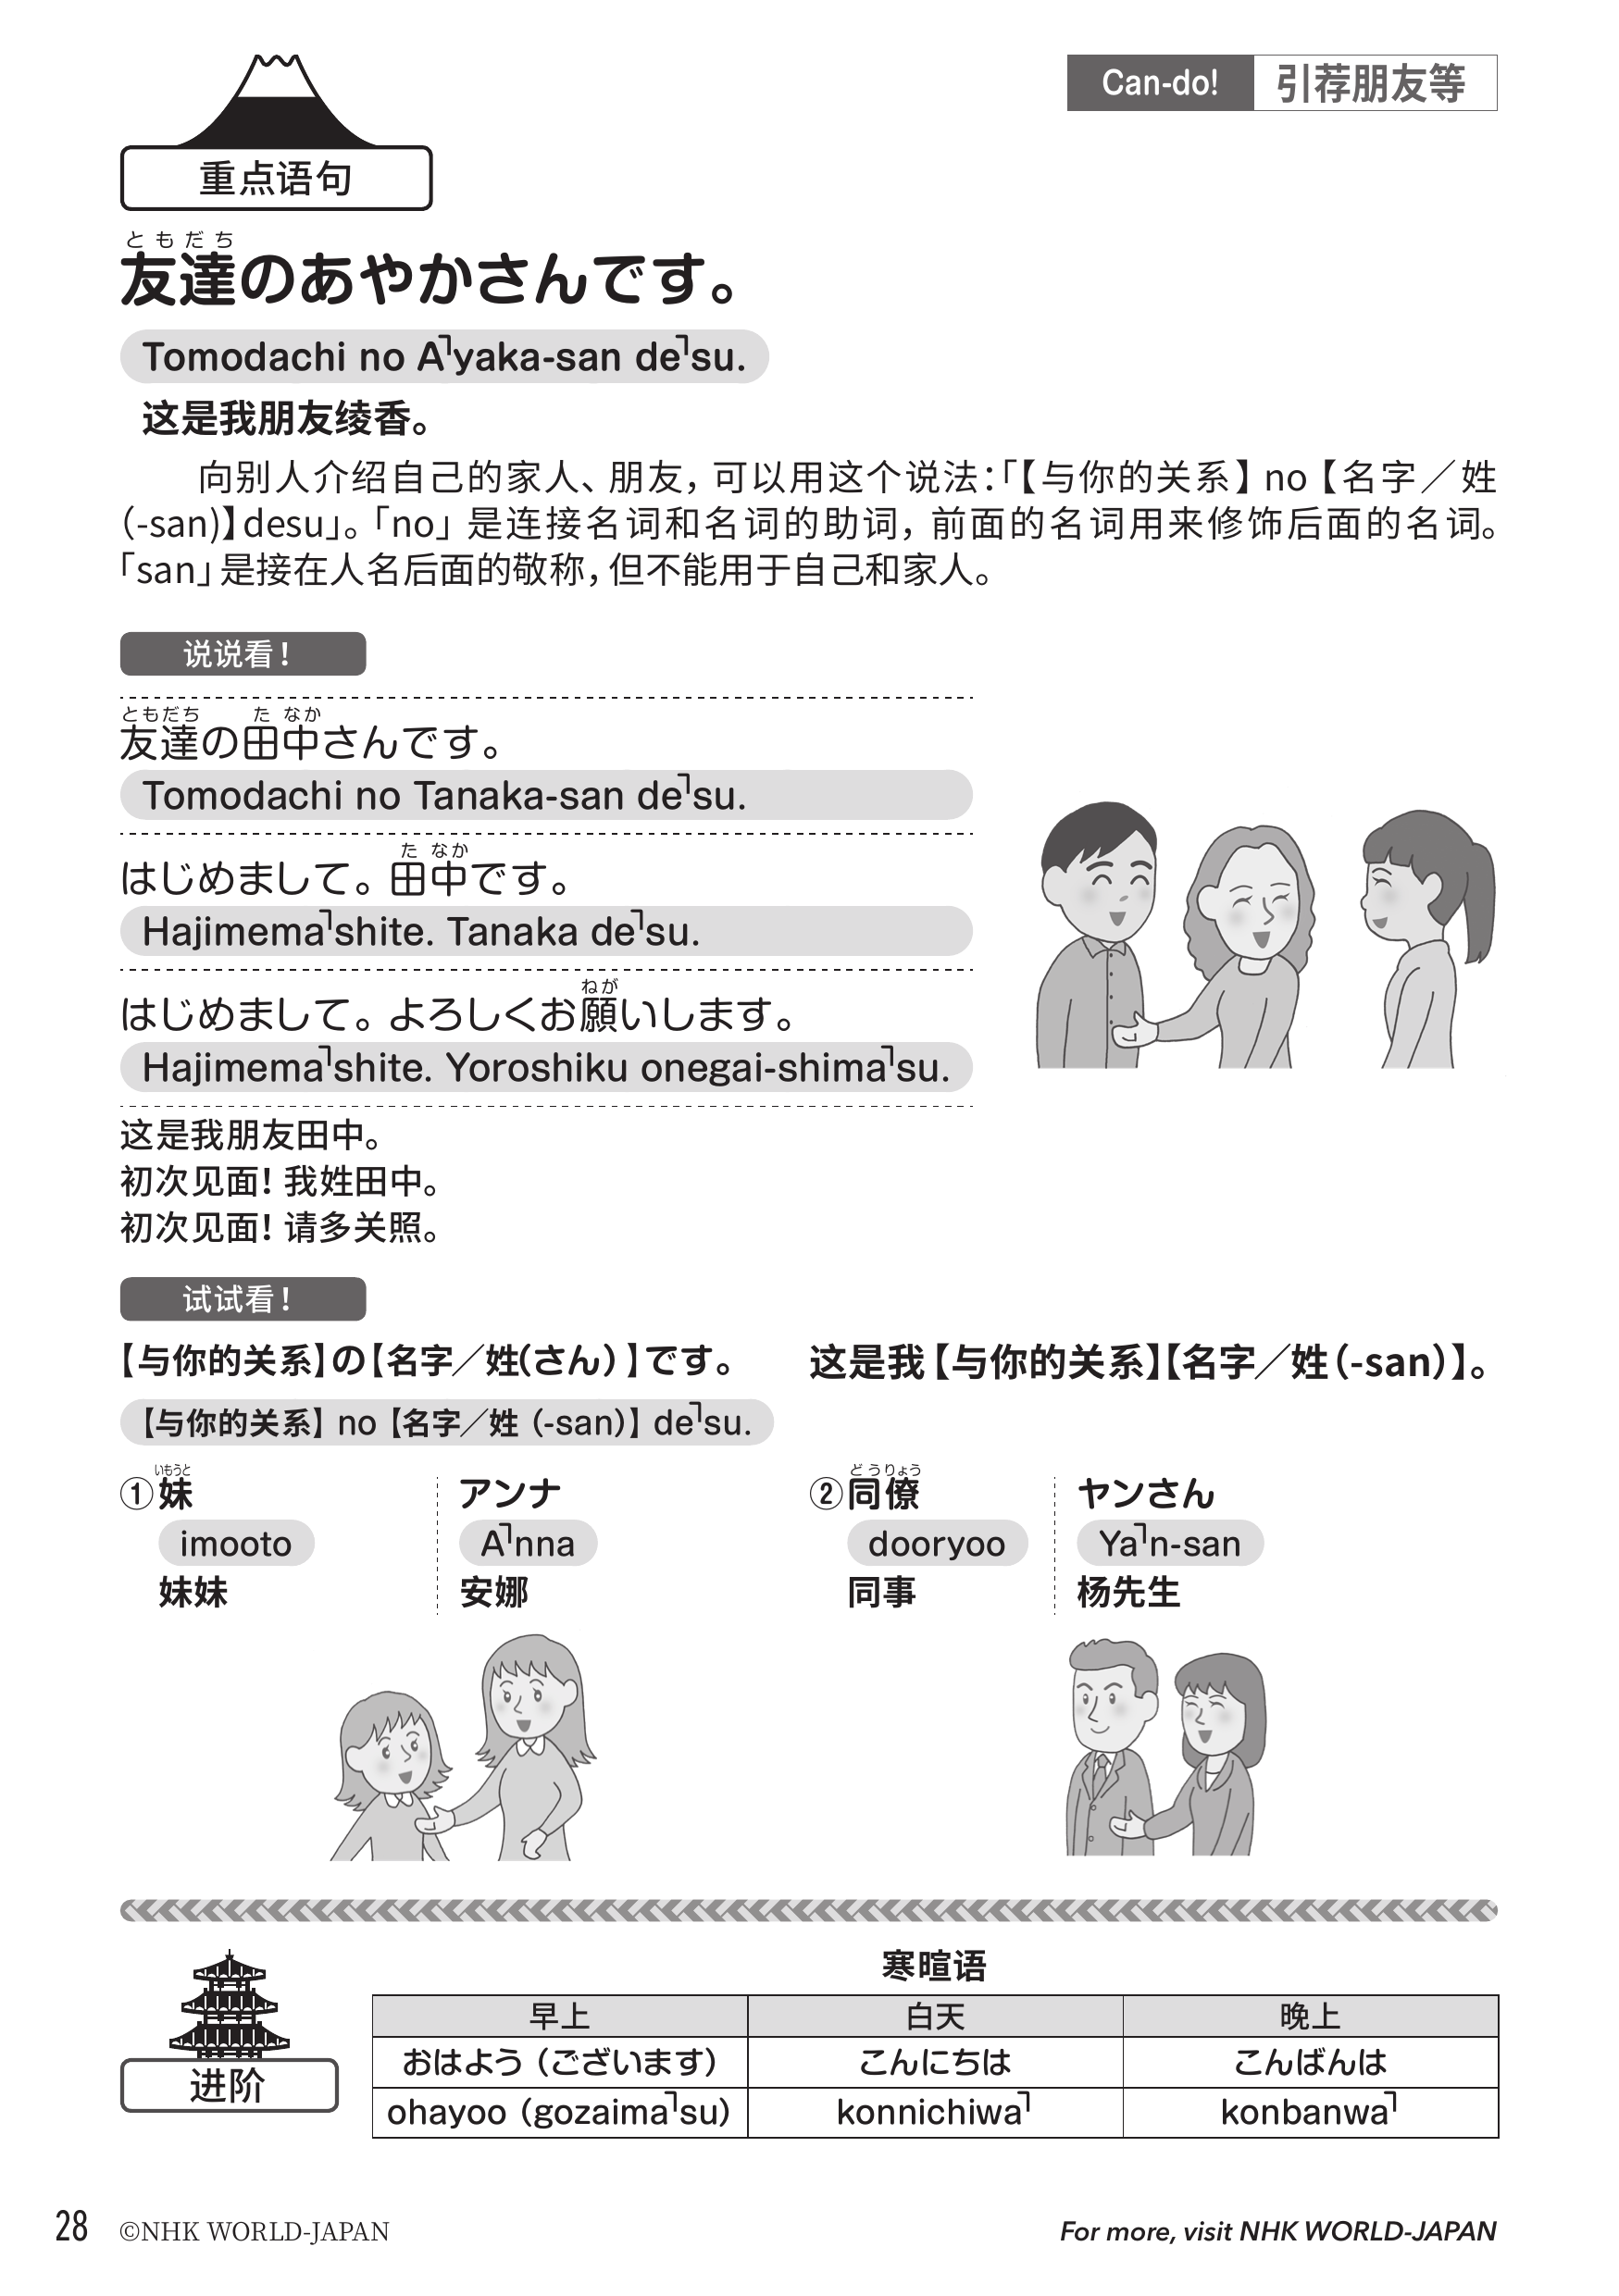 Can-do! 引荐朋友等
重点语句
ともだち
友達のあやかさんです。
Tomodachi no A˥yaka-san de˥su.
这是我朋友绫香。
向别人介绍自己的家人、朋友，可以用这个说法：「【与你的关系】no【名字／姓
(-san)】desu」。「no」是连接名词和名词的助词，前面的名词用来修饰后面的名词。
「san」是接在人名后面的敬称，但不能用于自己和家人。
说说看！
ともだち た なか
友達の田中さんです。
Tomodachi no Tanaka-san de˥su.
た なか
はじめまして。田中です。
Hajimema˥shite. Tanaka de˥su.
ねが
はじめまして。よろしくお願いします。
Hajimema˥shite. Yoroshiku onegai-shima˥su.
这是我朋友田中。
初次见面！我姓田中。
初次见面！请多关照。
试试看！
【与你的关系】の【名字／姓(さん)】です。 这是我【与你的关系】【名字／姓(-san)】。
【与你的关系】no【名字／姓 (-san)】de˥su.
いもうと どうりょう
①妹 アンナ ②同僚 ヤンさん
imooto A˥nna dooryoo Ya˥n-san
妹妹 安娜 同事 杨先生
寒暄语
进阶
早上 白天 晚上
おはよう（ございます） こんにちは こんばんは
ohayoo (gozaima˥su) konnichiwa˥ konbanwa˥
28 ©NHK WORLD-JAPAN For more, visit NHK WORLD-JAPAN